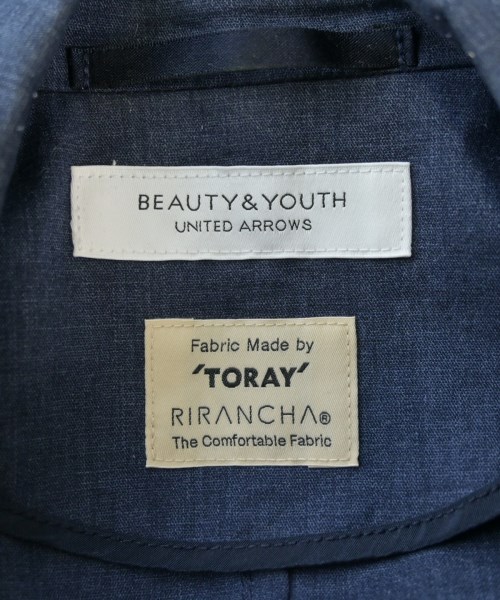 BEAUTY&YOUTH
UNITED ARROWS
Fabric Made by
'TORAY'
RIRANCHA®
The Comfortable Fabric